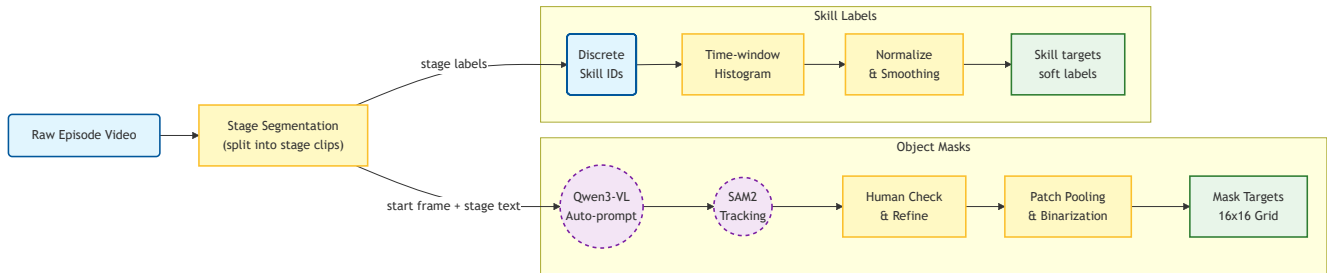 Raw Episode Video
Stage Segmentation
(split into stage clips)
stage labels
Skill Labels
Discrete
Skill IDs
Time-window
Histogram
Normalize
& Smoothing
Skill targets
soft labels
start frame + stage text
Object Masks
Qwen3-VL
Auto-prompt
SAM2
Tracking
Human Check
& Refine
Patch Pooling
& Binarization
Mask Targets
16x16 Grid